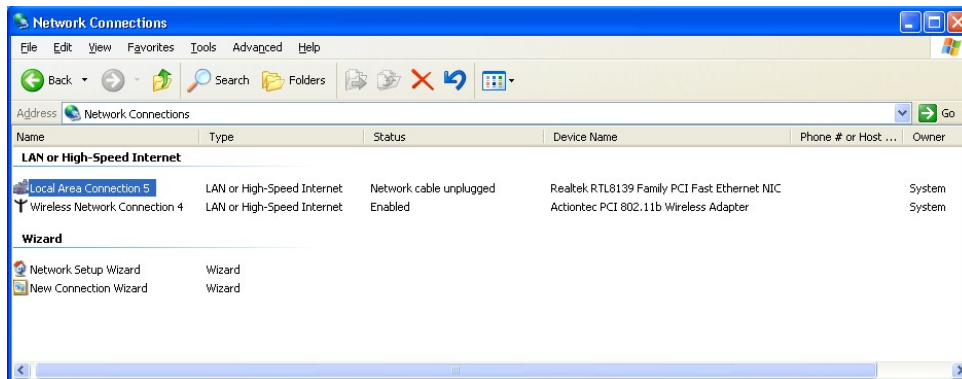 Network Connections
File Edit View Favorites Tools Advanced Help
Back Search Folders
Address Network Connections Go
Name Type Status Device Name Phone # or Host ... Owner
LAN or High-Speed Internet
Local Area Connection 5 LAN or High-Speed Internet Network cable unplugged Realtek RTL8139 Family PCI Fast Ethernet NIC System
Wireless Network Connection 4 LAN or High-Speed Internet Enabled Actiontec PCI 802.11b Wireless Adapter System
Wizard
Network Setup Wizard Wizard
New Connection Wizard Wizard